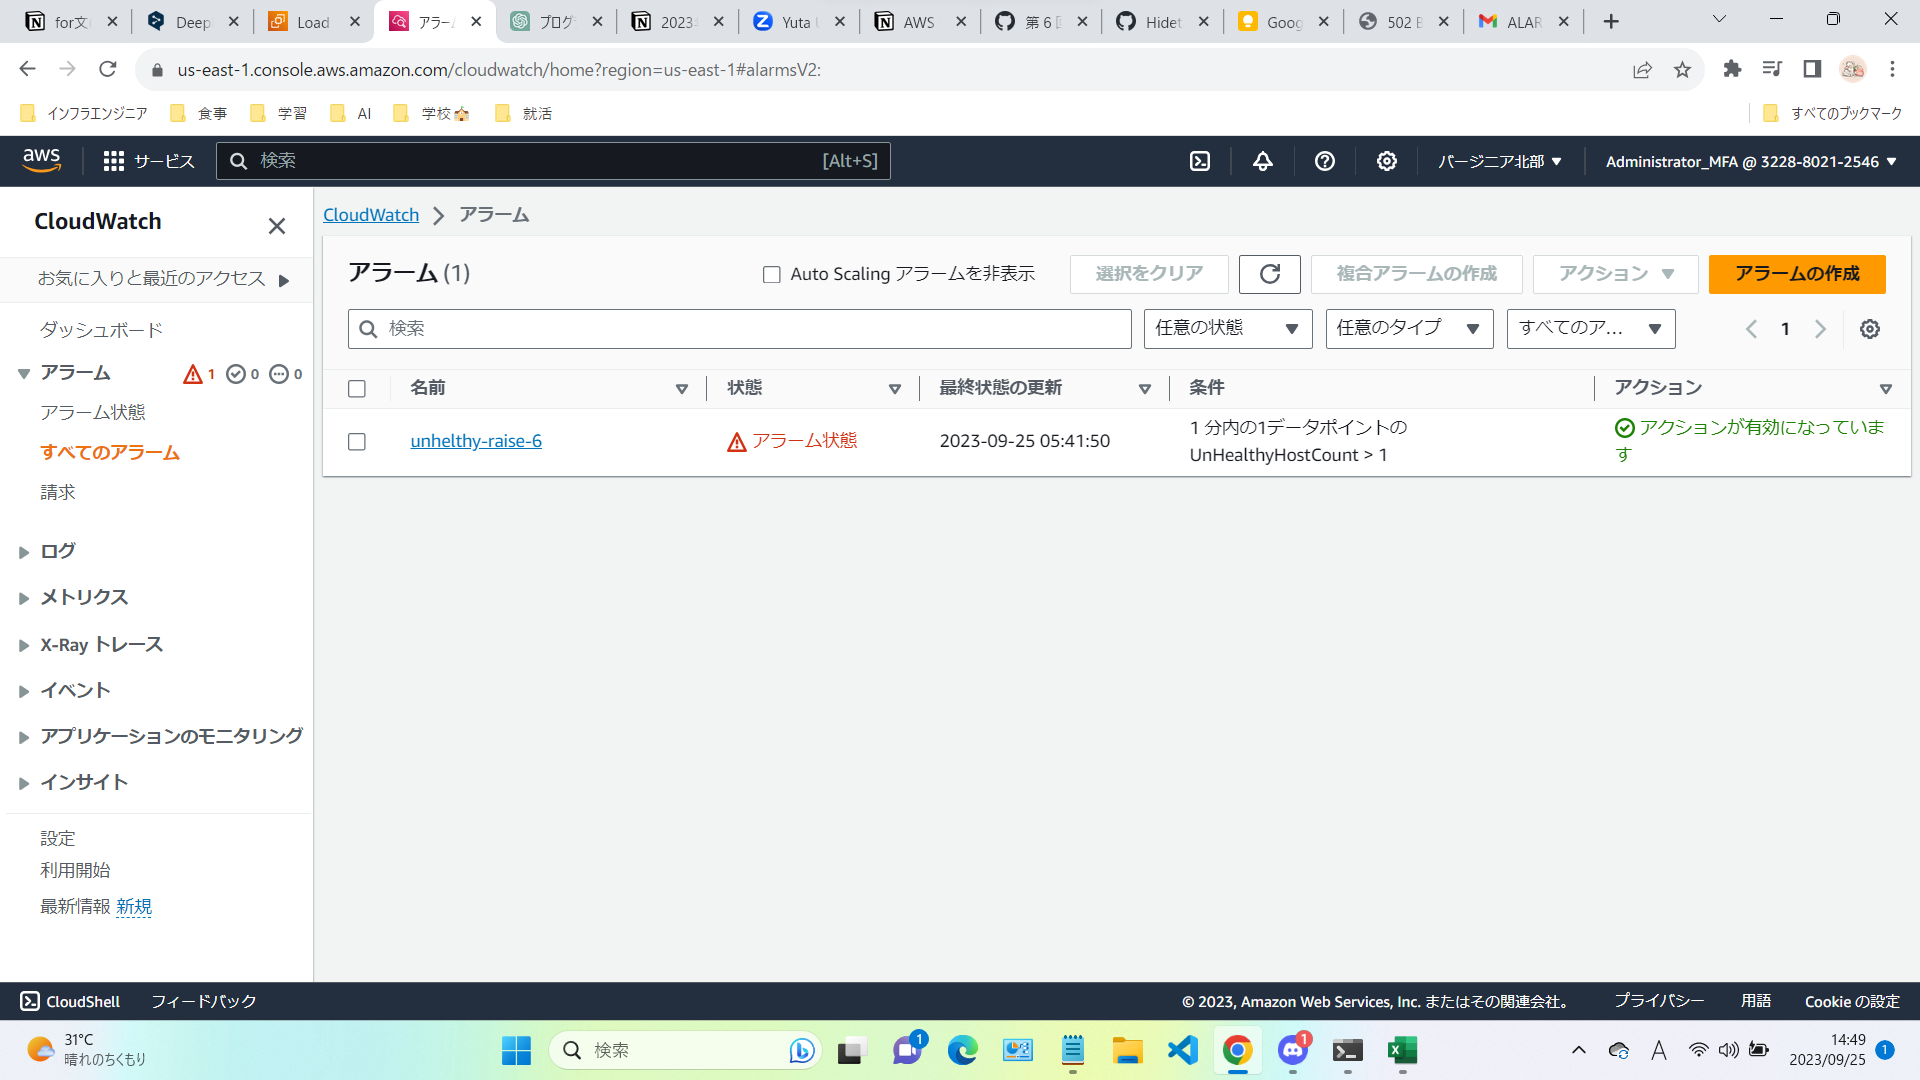 for文
Deep
Load
アラー
プログ
2023
Yuta
AWS
第 6
Hidet
Goog
502 B
ALAR
us-east-1.console.aws.amazon.com/cloudwatch/home?region=us-east-1#alarmsV2:
インフラエンジニア
食事
学習
AI
学校
就活
すべてのブックマーク
aws
サービス
検索
[Alt+S]
バージニア北部
Administrator_MFA @ 3228-8021-2546
CloudWatch
お気に入りと最近のアクセス
ダッシュボード
アラーム
1
0
0
アラーム状態
すべてのアラーム
請求
ログ
メトリクス
X-Ray トレース
イベント
アプリケーションのモニタリング
インサイト
設定
利用開始
最新情報 新規
CloudWatch
アラーム
アラーム (1)
Auto Scaling アラームを非表示
選択をクリア
複合アラームの作成
アクション
アラームの作成
検索
任意の状態
任意のタイプ
すべてのア...
1
名前
状態
最終状態の更新
条件
アクション
unhelthy-raise-6
アラーム状態
2023-09-25 05:41:50
1 分内の1データポイントの
UnHealthyHostCount > 1
アクションが有効になっていま
す
CloudShell
フィードバック
© 2023, Amazon Web Services, Inc. またはその関連会社。
プライバシー
用語
Cookie の設定
31°C
晴れのちくもり
検索
1
1
A
14:49
2023/09/25
1